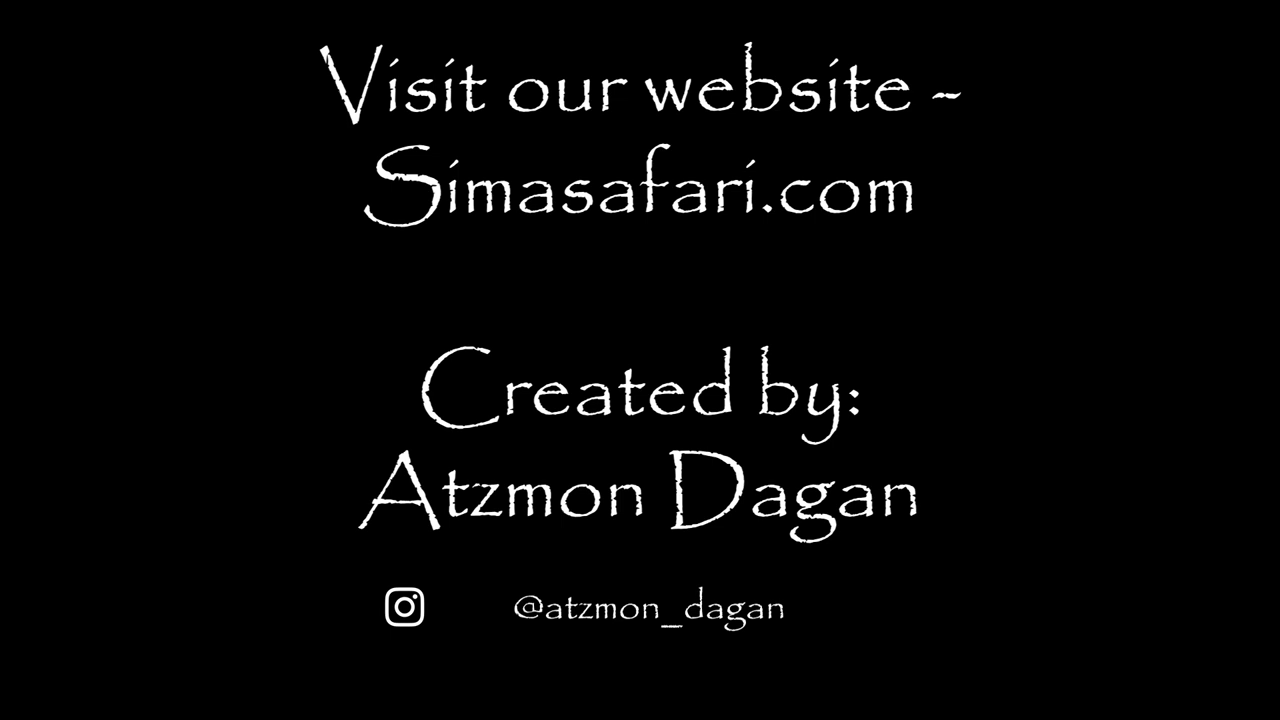 Visit our website -
Simasafari.com
Created by:
Atzmon Dagan
@atzmon_dagan